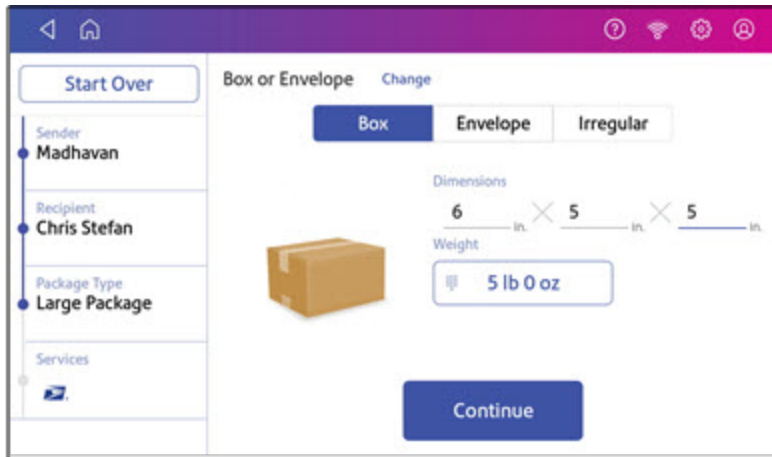 Start Over
Sender
Madhavan
Recipient
Chris Stefan
Package Type
Large Package
Services
Box or Envelope Change
Box Envelope Irregular
Dimensions
6 in. 5 in. 5 in.
Weight
5 lb 0 oz
Continue